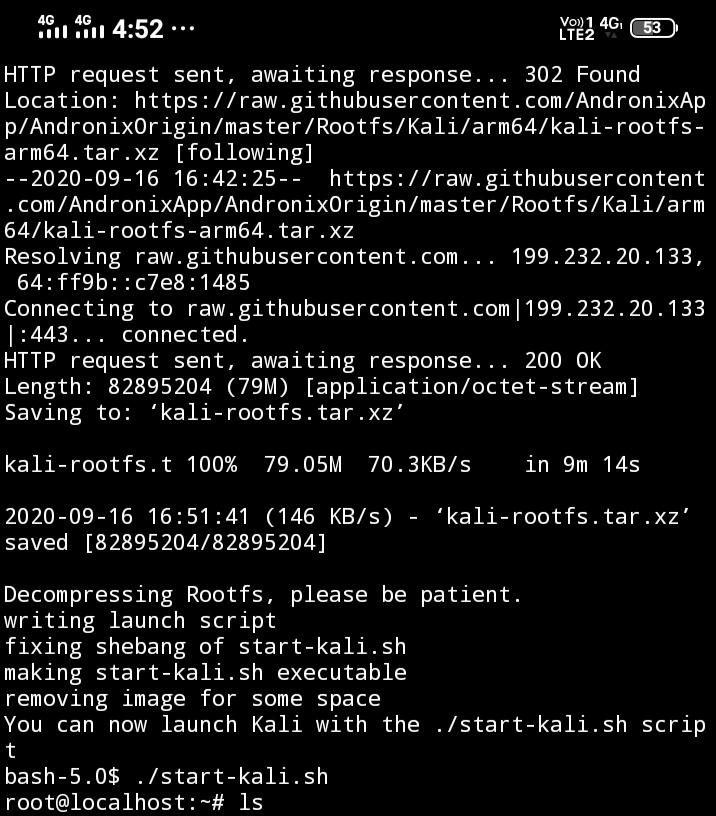 4G 4G 4:52 ... Vo))1 LTE2 4G 53
HTTP request sent, awaiting response... 302 Found
Location: https://raw.githubusercontent.com/AndronixAp
p/AndronixOrigin/master/Rootfs/Kali/arm64/kali-rootfs-
arm64.tar.xz [following]
--2020-09-16 16:42:25--  https://raw.githubusercontent
.com/AndronixApp/AndronixOrigin/master/Rootfs/Kali/arm
64/kali-rootfs-arm64.tar.xz
Resolving raw.githubusercontent.com... 199.232.20.133,
 64:ff9b::c7e8:1485
Connecting to raw.githubusercontent.com|199.232.20.133
|:443... connected.
HTTP request sent, awaiting response... 200 OK
Length: 82895204 (79M) [application/octet-stream]
Saving to: ‘kali-rootfs.tar.xz’
kali-rootfs.t 100%  79.05M  70.3KB/s    in 9m 14s
2020-09-16 16:51:41 (146 KB/s) - ‘kali-rootfs.tar.xz’
saved [82895204/82895204]
Decompressing Rootfs, please be patient.
writing launch script
fixing shebang of start-kali.sh
making start-kali.sh executable
removing image for some space
You can now launch Kali with the ./start-kali.sh scrip
t
bash-5.0$ ./start-kali.sh
root@localhost:~# ls